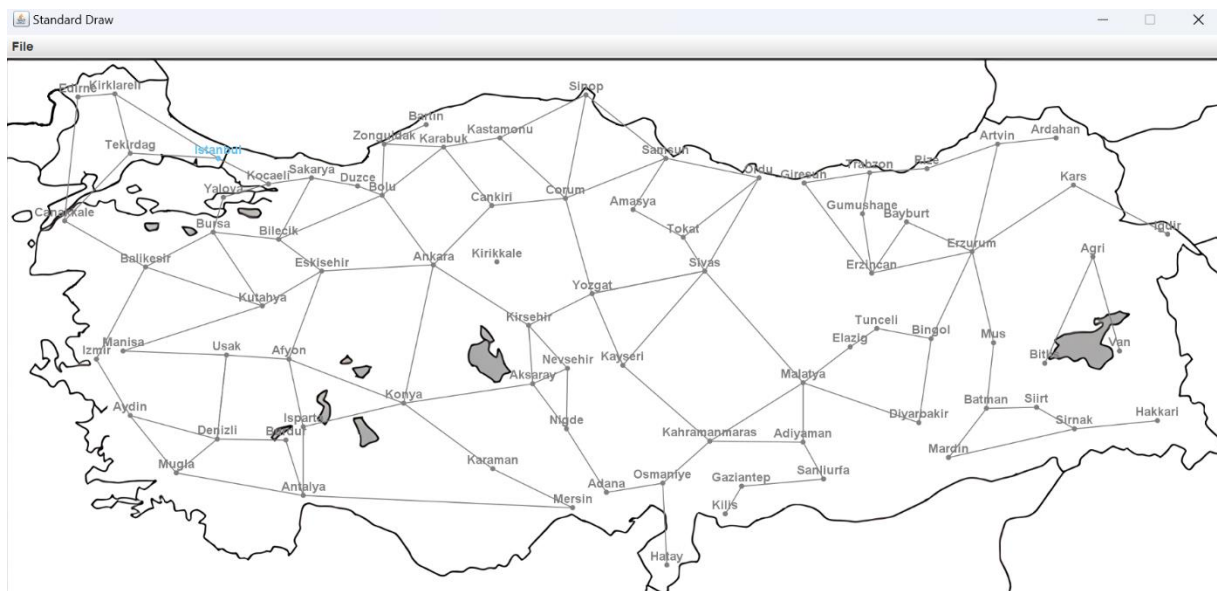 Standard Draw
File
Edirne
Kirklareli
Sinop
Bartin
Tekirdag
Istanbul
Zonguldak
Karabuk
Kastamonu
Samsun
Artvin
Ardahan
Yalova
Kocaeli
Sakarya
Duzce
Bolu
Cankiri
Corum
Amasya
Ordu
Giresun
Trabzon
Rize
Kars
Canakkale
Bursa
Bilecik
Tokat
Gumushane
Bayburt
Igdir
Balikesir
Eskisehir
Ankara
Kirikkale
Sivas
Erzincan
Erzurum
Agri
Kutahya
Yozgat
Izmir
Manisa
Usak
Afyon
Kirsehir
Nevsehir
Kayseri
Elazig
Tunceli
Bingol
Mus
Bitlis
Van
Aydin
Denizli
Burdur
Isparta
Konya
Aksaray
Nigde
Malatya
Diyarbakir
Batman
Siirt
Sirnak
Hakkari
Mugla
Antalya
Karaman
Mersin
Adana
Osmaniye
Kahramanmaras
Adiyaman
Gaziantep
Sanliurfa
Mardin
Kilis
Hatay